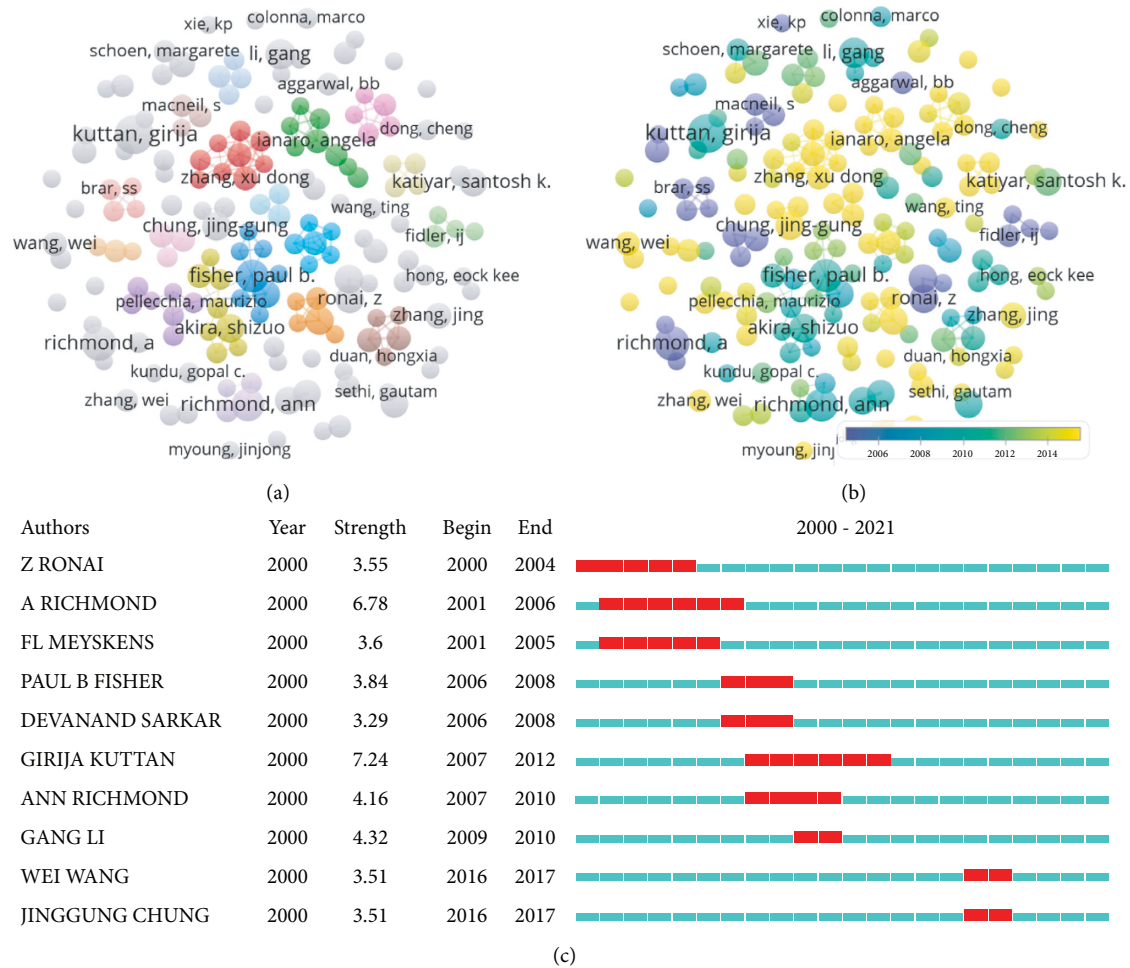 xie, kp
colonna, marco
schoen, margarete
li, gang
aggarwal, bb
macneil, s
dong, cheng
kuttan, girija
ianaro, angela
zhang, xu dong
katiyar, santosh k.
brar, ss
wang, ting
chung, jing-gung
fidler, ij
wang, wei
fisher, paul b.
hong, eock kee
pellecchia, maurizio
ronai, z
akira, shizuo
zhang, jing
richmond, a
duan, hongxia
kundu, gopal c.
sethi, gautam
zhang, wei
richmond, ann
myoung, jinjong
(a)
xie, kp
colonna, marco
schoen, margarete
li, gang
aggarwal, bb
macneil, s
dong, cheng
kuttan, girija
ianaro, angela
zhang, xu dong
katiyar, santosh k.
brar, ss
wang, ting
chung, jing-gung
fidler, ij
wang, wei
fisher, paul b.
hong, eock kee
pellecchia, maurizio
ronai, z
akira, shizuo
zhang, jing
richmond, a
duan, hongxia
kundu, gopal c.
sethi, gautam
zhang, wei
richmond, ann
myoung, jinj
2006 2008 2010 2012 2014
(b)
Authors Year Strength Begin End 2000 - 2021
Z RONAI 2000 3.55 2000 2004
A RICHMOND 2000 6.78 2001 2006
FL MEYSKENS 2000 3.6 2001 2005
PAUL B FISHER 2000 3.84 2006 2008
DEVANAND SARKAR 2000 3.29 2006 2008
GIRIJA KUTTAN 2000 7.24 2007 2012
ANN RICHMOND 2000 4.16 2007 2010
GANG LI 2000 4.32 2009 2010
WEI WANG 2000 3.51 2016 2017
JINGGUNG CHUNG 2000 3.51 2016 2017
(c)